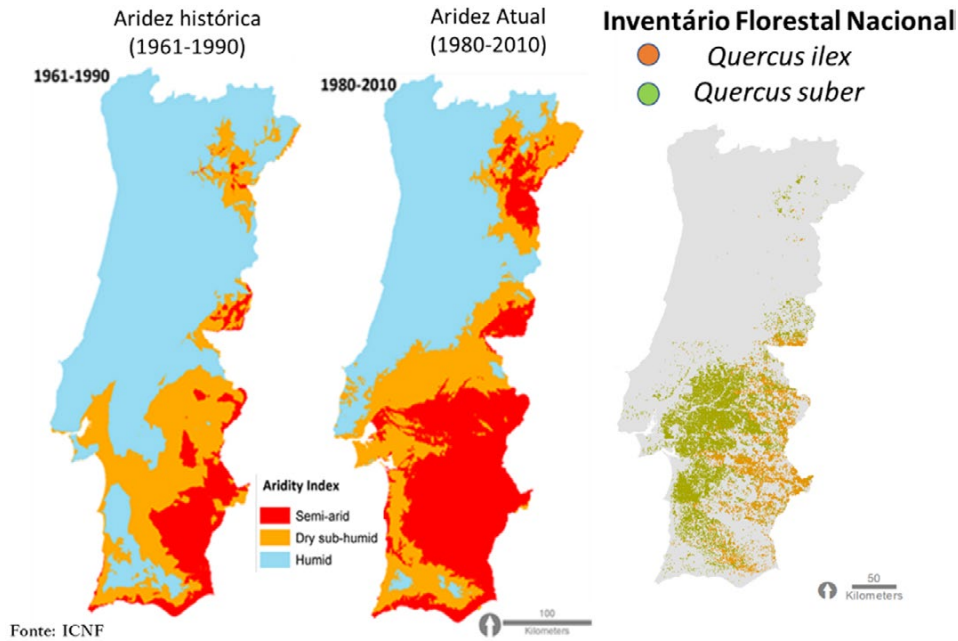 Aridez histórica
(1961-1990)
1961-1990
Aridez Atual
(1980-2010)
1980-2010
Inventário Florestal Nacional
Quercus ilex
Quercus suber
Aridity Index
Semi-arid
Dry sub-humid
Humid
100
Kilometers
50
Kilometers
Fonte: ICNF